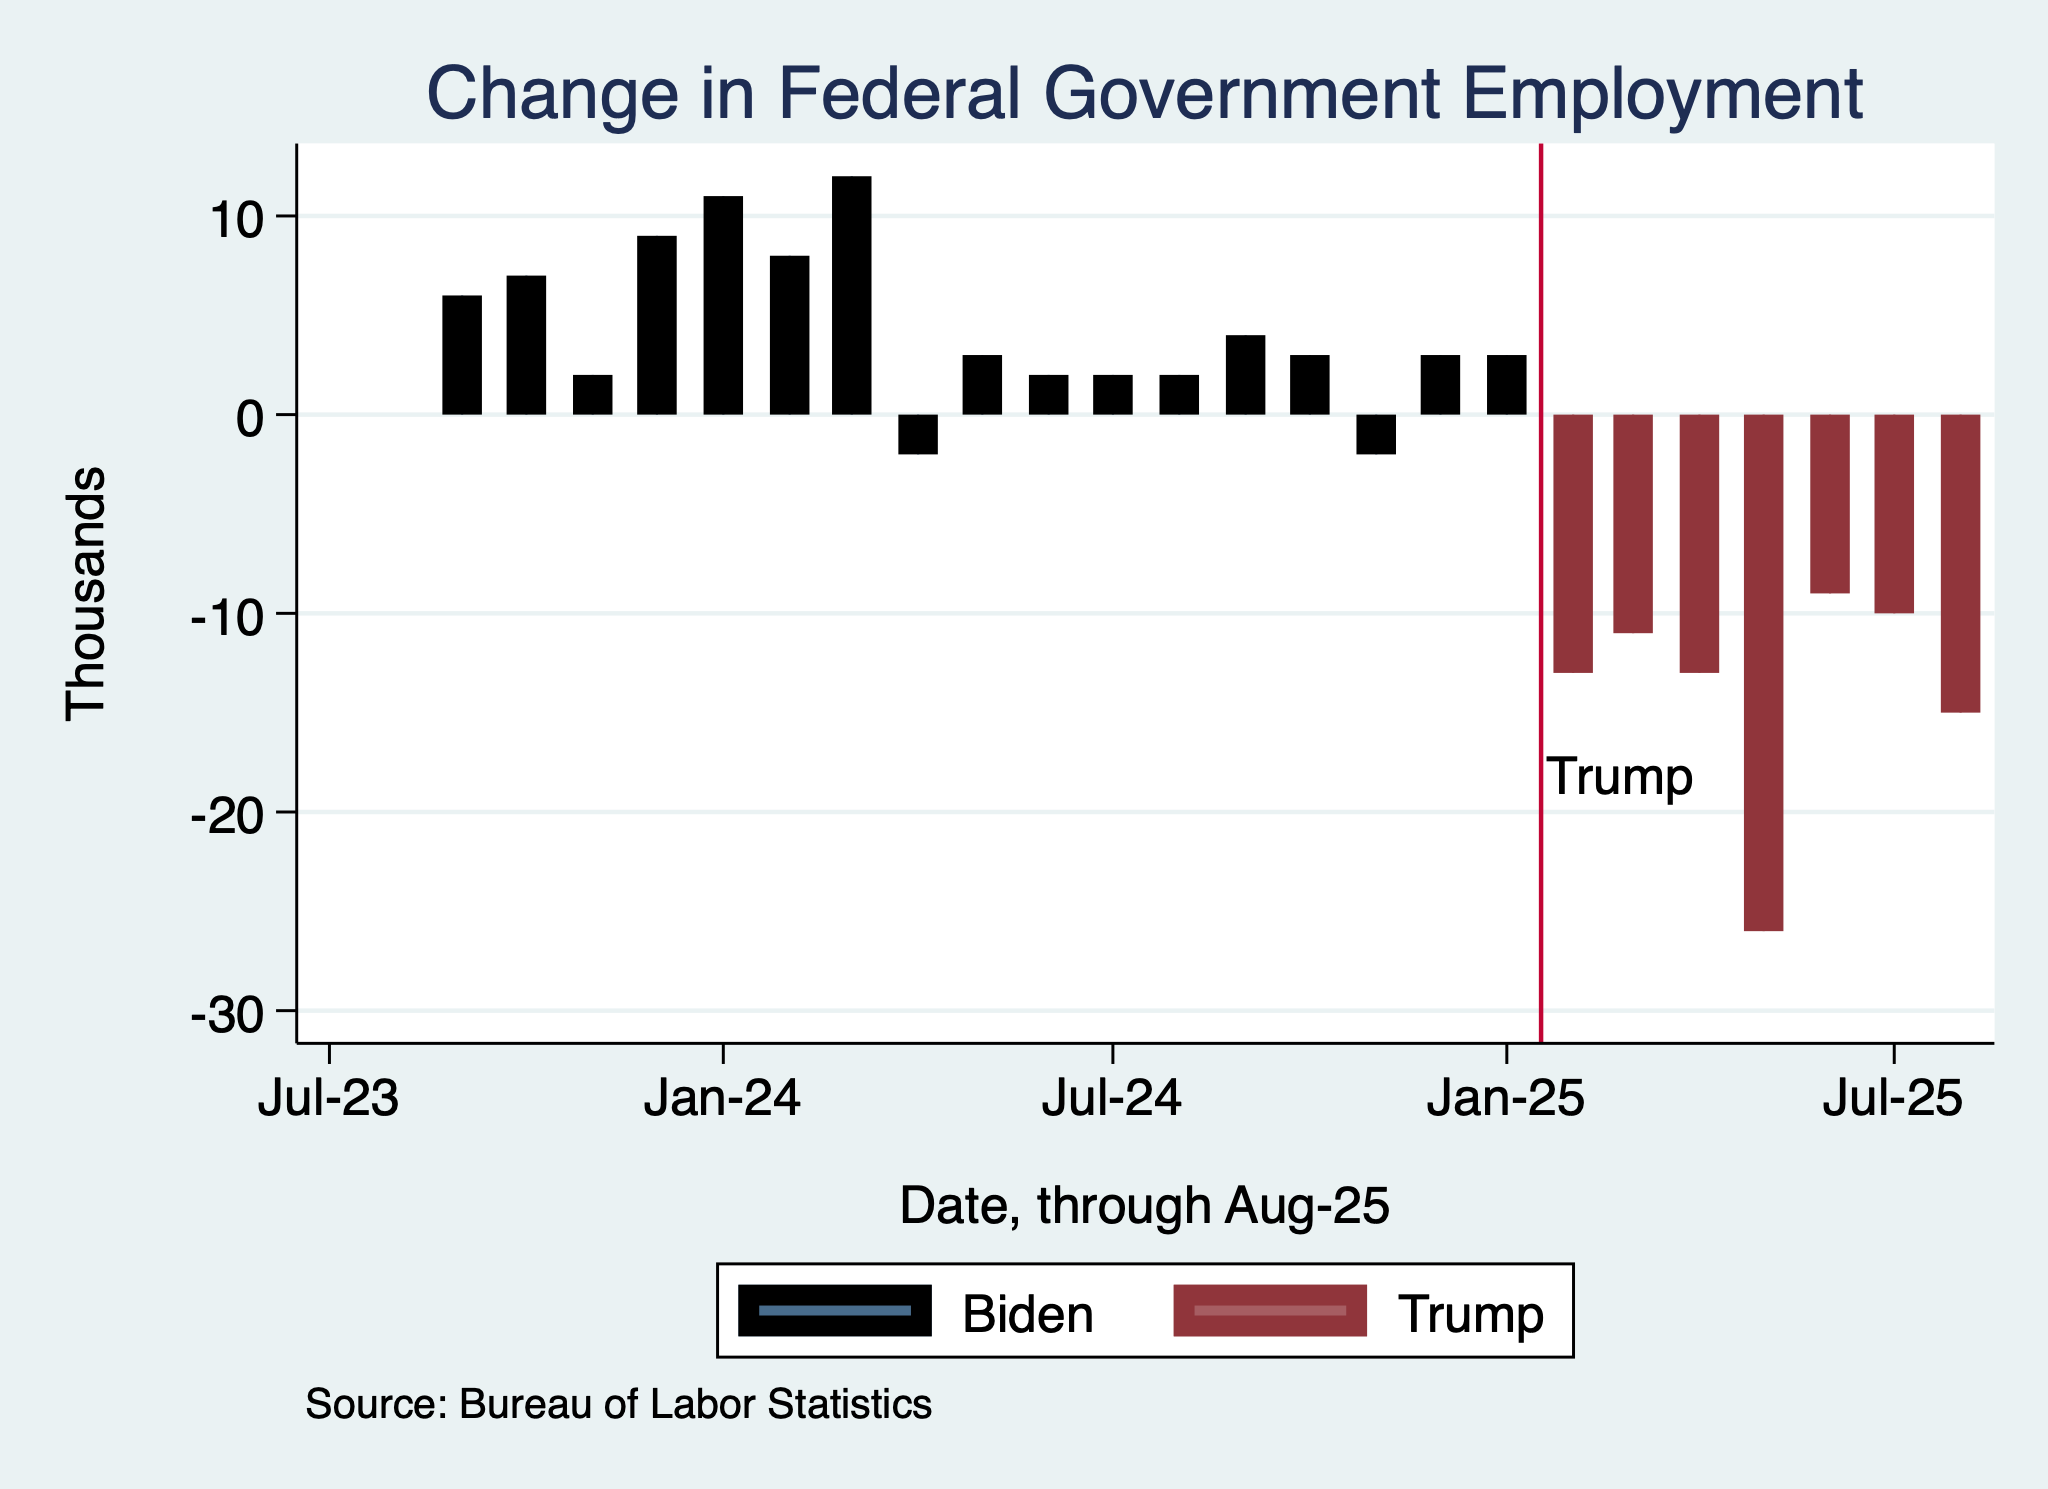 Change in Federal Government Employment
10
0
-10
-20
-30
Thousands
Trump
Jul-23
Jan-24
Jul-24
Jan-25
Jul-25
Date, through Aug-25
Biden
Trump
Source: Bureau of Labor Statistics